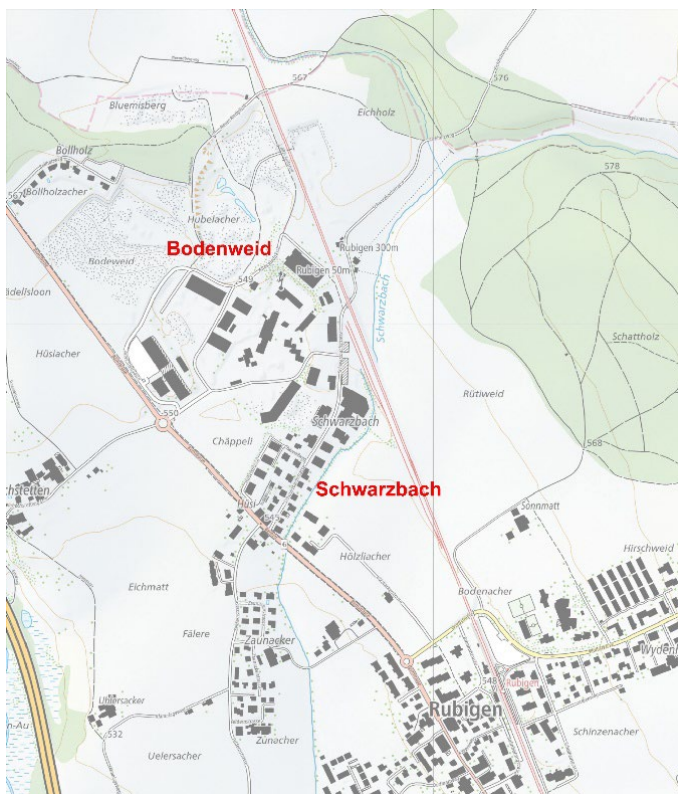 567
576
Bluemisberg
Eichholz
Bollholz
578
567
Bollholzacher
Hubelacher
Bodenweid
Rubigen 300m
Bodeweid
549
Rubigen 50m
Schwarzbach
Schattholz
Hüsiacher
Rütiweid
550
Schwarzbach
Chäppeli
568
Schwarzbach
Hüsi
Sonnmatt
Hirschweid
Hölzliacher
Eichmatt
Bodenacher
Fälere
Zaunacker
548
Rubigen
Rubigen
Schinzenacher
532
Zunacher
Uelersacher